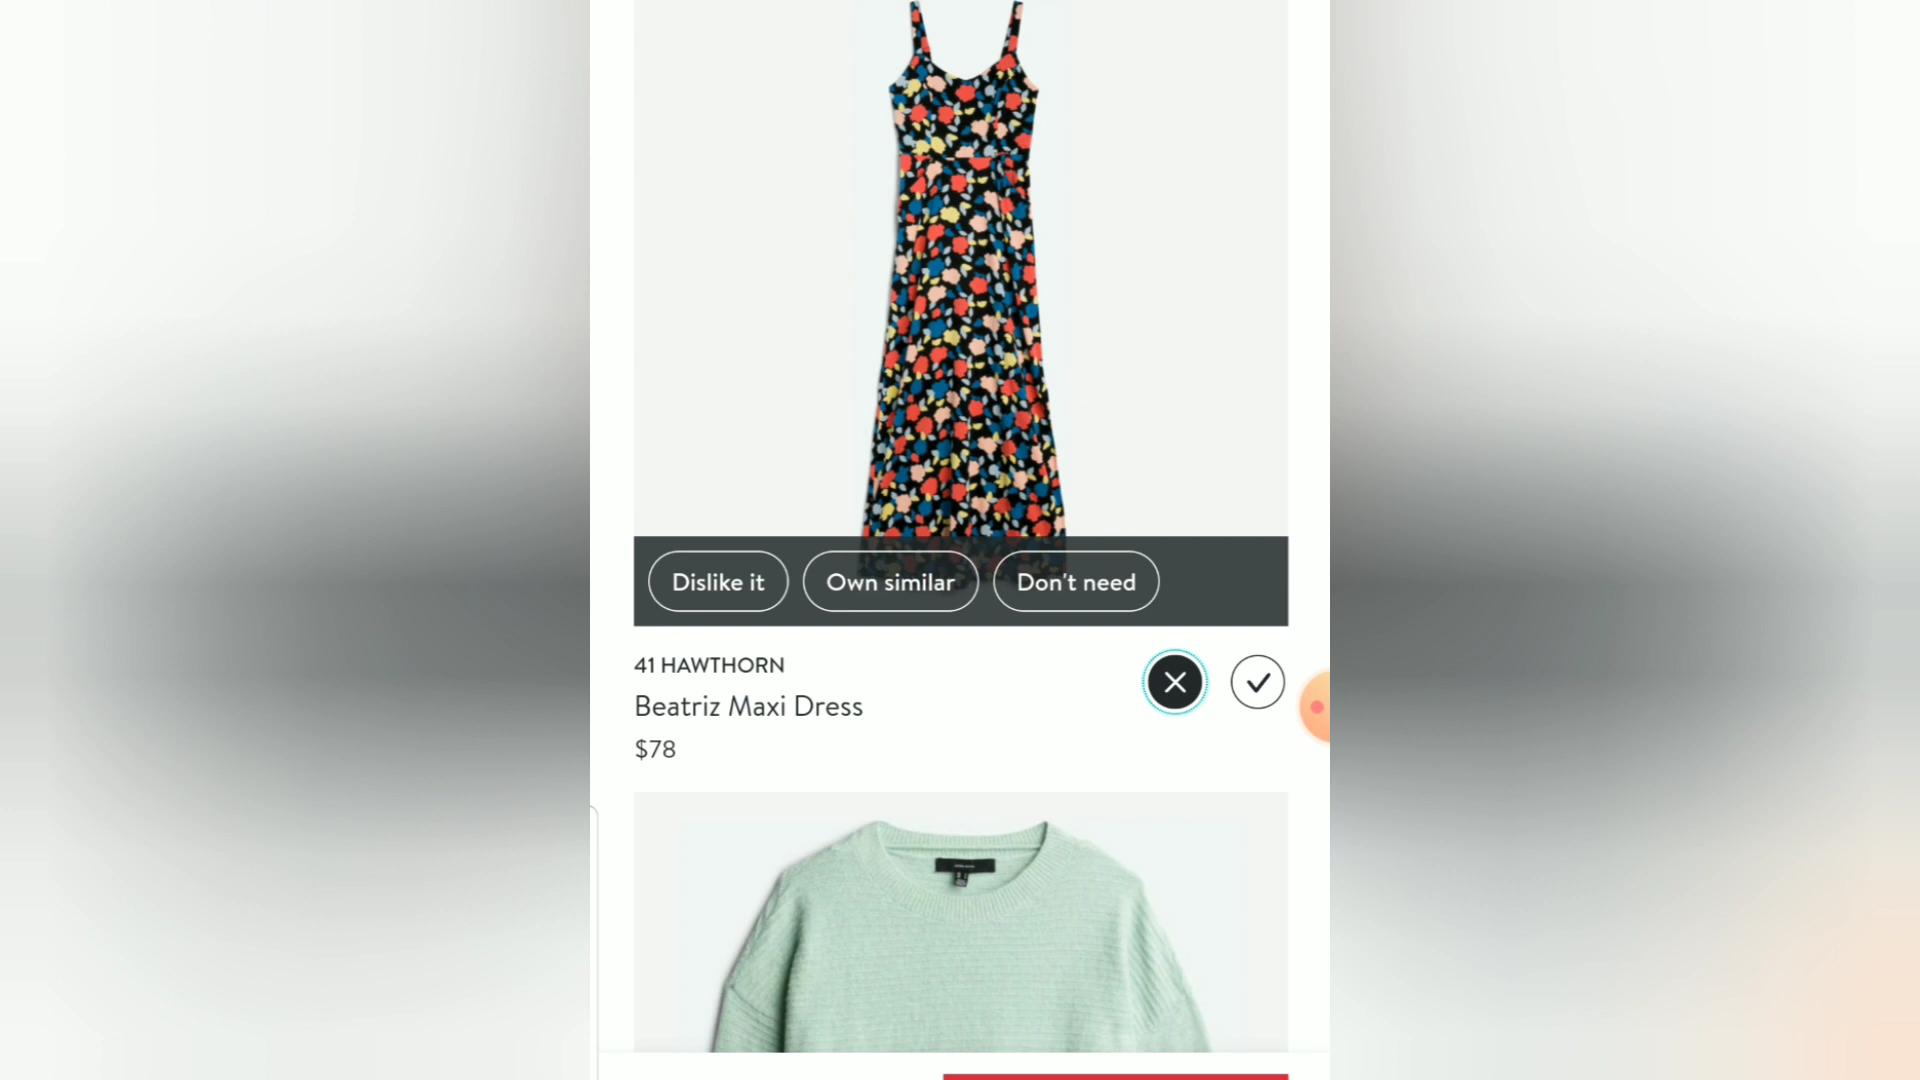 Dislike it
Own similar
Don't need
41 HAWTHORN
Beatriz Maxi Dress
$78